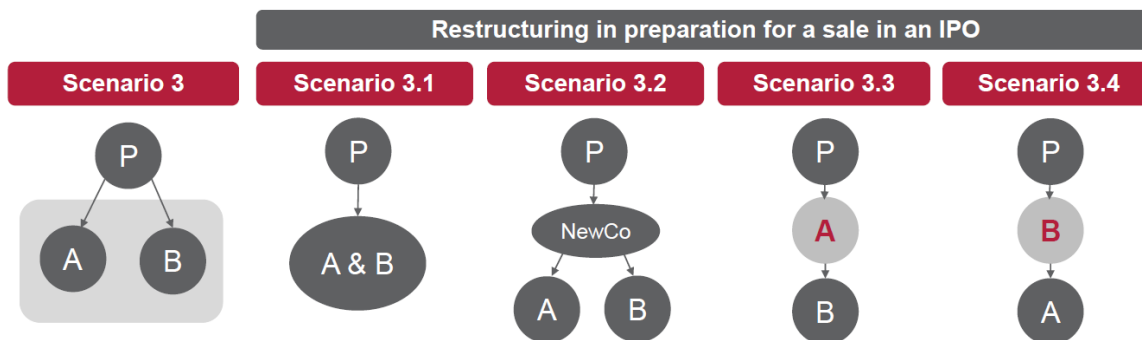 Restructuring in preparation for a sale in an IPO
Scenario 3
Scenario 3.1
Scenario 3.2
Scenario 3.3
Scenario 3.4
P
A
B
P
A & B
P
NewCo
A
B
P
A
B
P
B
A